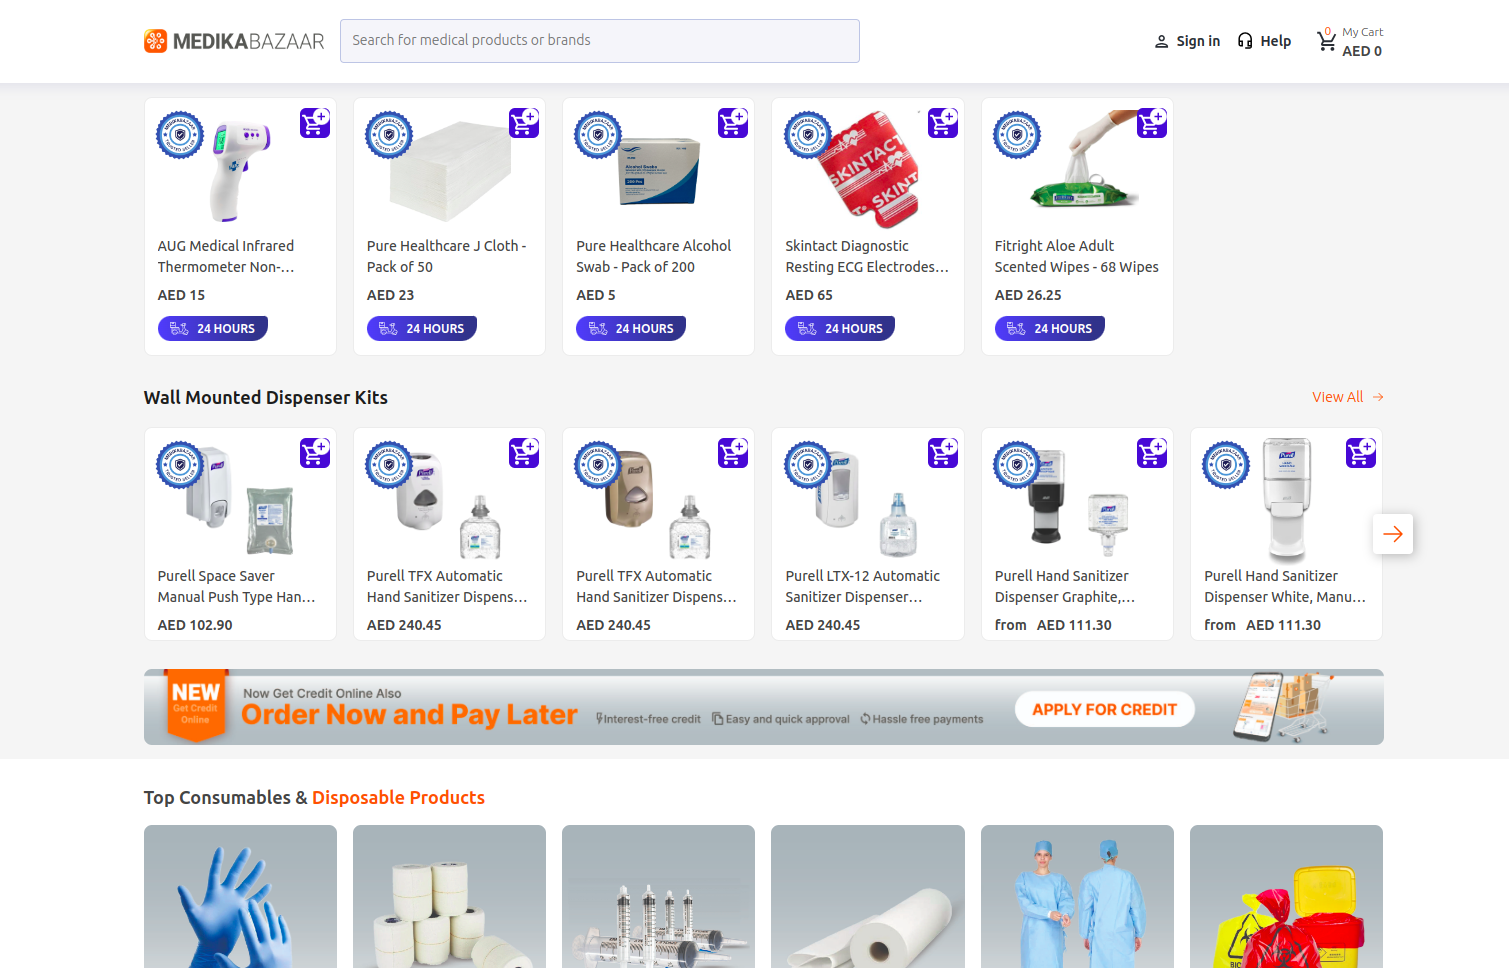 MEDIKABAZAAR
Search for medical products or brands
Sign in
Help
0
My Cart
AED 0
AUG Medical Infrared
Thermometer Non-...
AED 15
24 HOURS
Pure Healthcare J Cloth -
Pack of 50
AED 23
24 HOURS
Pure Healthcare Alcohol
Swab - Pack of 200
AED 5
24 HOURS
SKINTACT
Skintact Diagnostic
Resting ECG Electrodes...
AED 65
24 HOURS
Fitright Aloe Adult
Scented Wipes - 68 Wipes
AED 26.25
24 HOURS
Wall Mounted Dispenser Kits
View All
Purell Space Saver
Manual Push Type Han...
AED 102.90
Purell TFX Automatic
Hand Sanitizer Dispens...
AED 240.45
Purell TFX Automatic
Hand Sanitizer Dispens...
AED 240.45
Purell LTX-12 Automatic
Sanitizer Dispenser...
AED 240.45
Purell Hand Sanitizer
Dispenser Graphite,...
from AED 111.30
Purell Hand Sanitizer
Dispenser White, Manu...
from AED 111.30
NEW
Get Credit
Online
Now Get Credit Online Also
Order Now and Pay Later
Interest-free credit
Easy and quick approval
Hassle free payments
APPLY FOR CREDIT
Top Consumables & Disposable Products